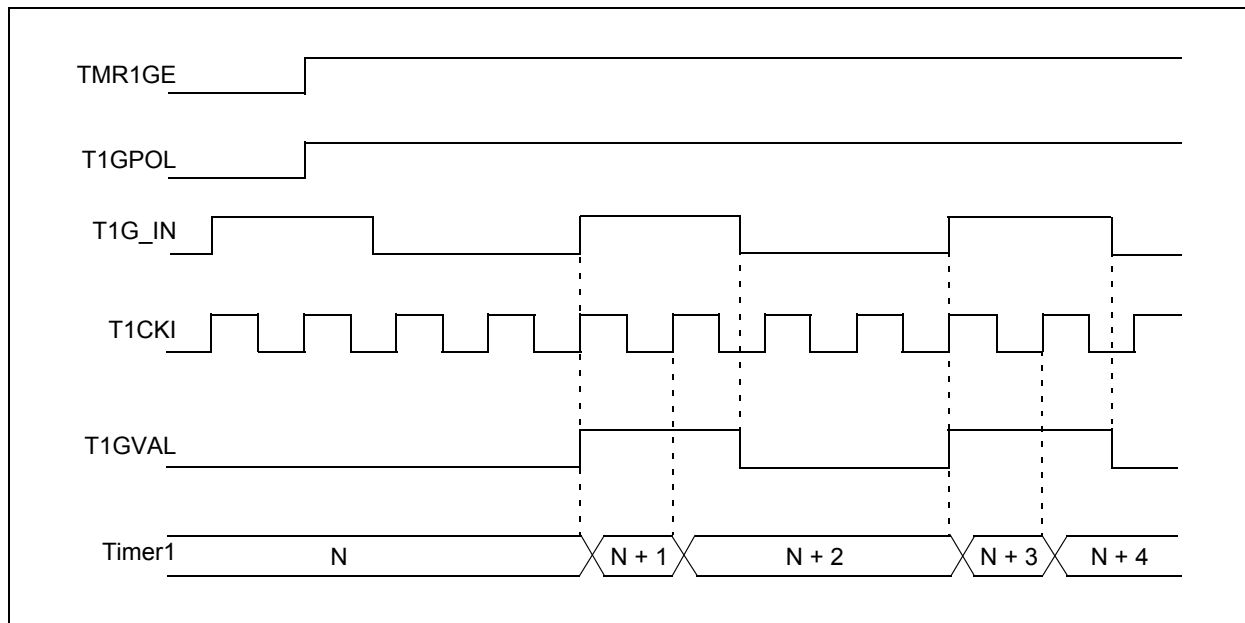 TMR1GE
T1GPOL
T1G_IN
T1CKI
T1GVAL
Timer1 N N + 1 N + 2 N + 3 N + 4